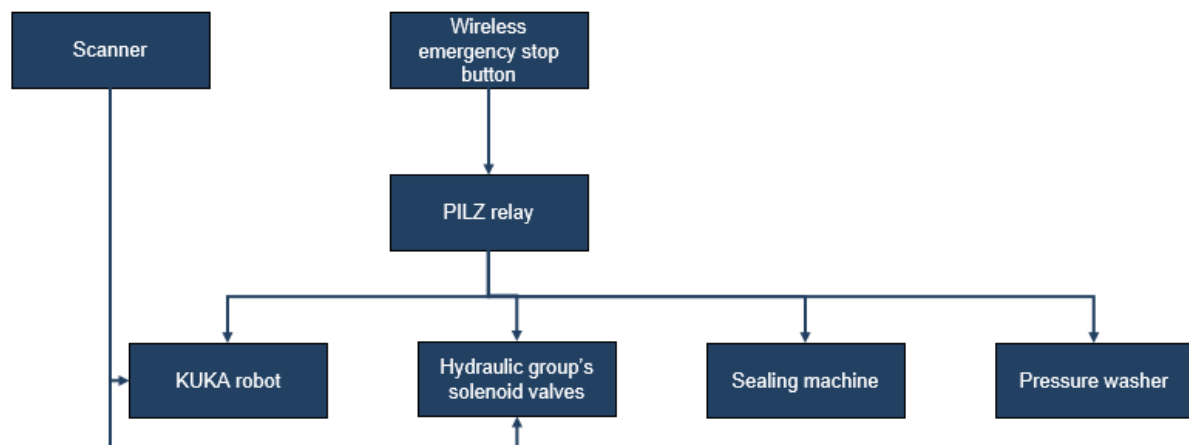 Scanner
Wireless
emergency stop
button
PILZ relay
KUKA robot
Hydraulic group’s
solenoid valves
Sealing machine
Pressure washer